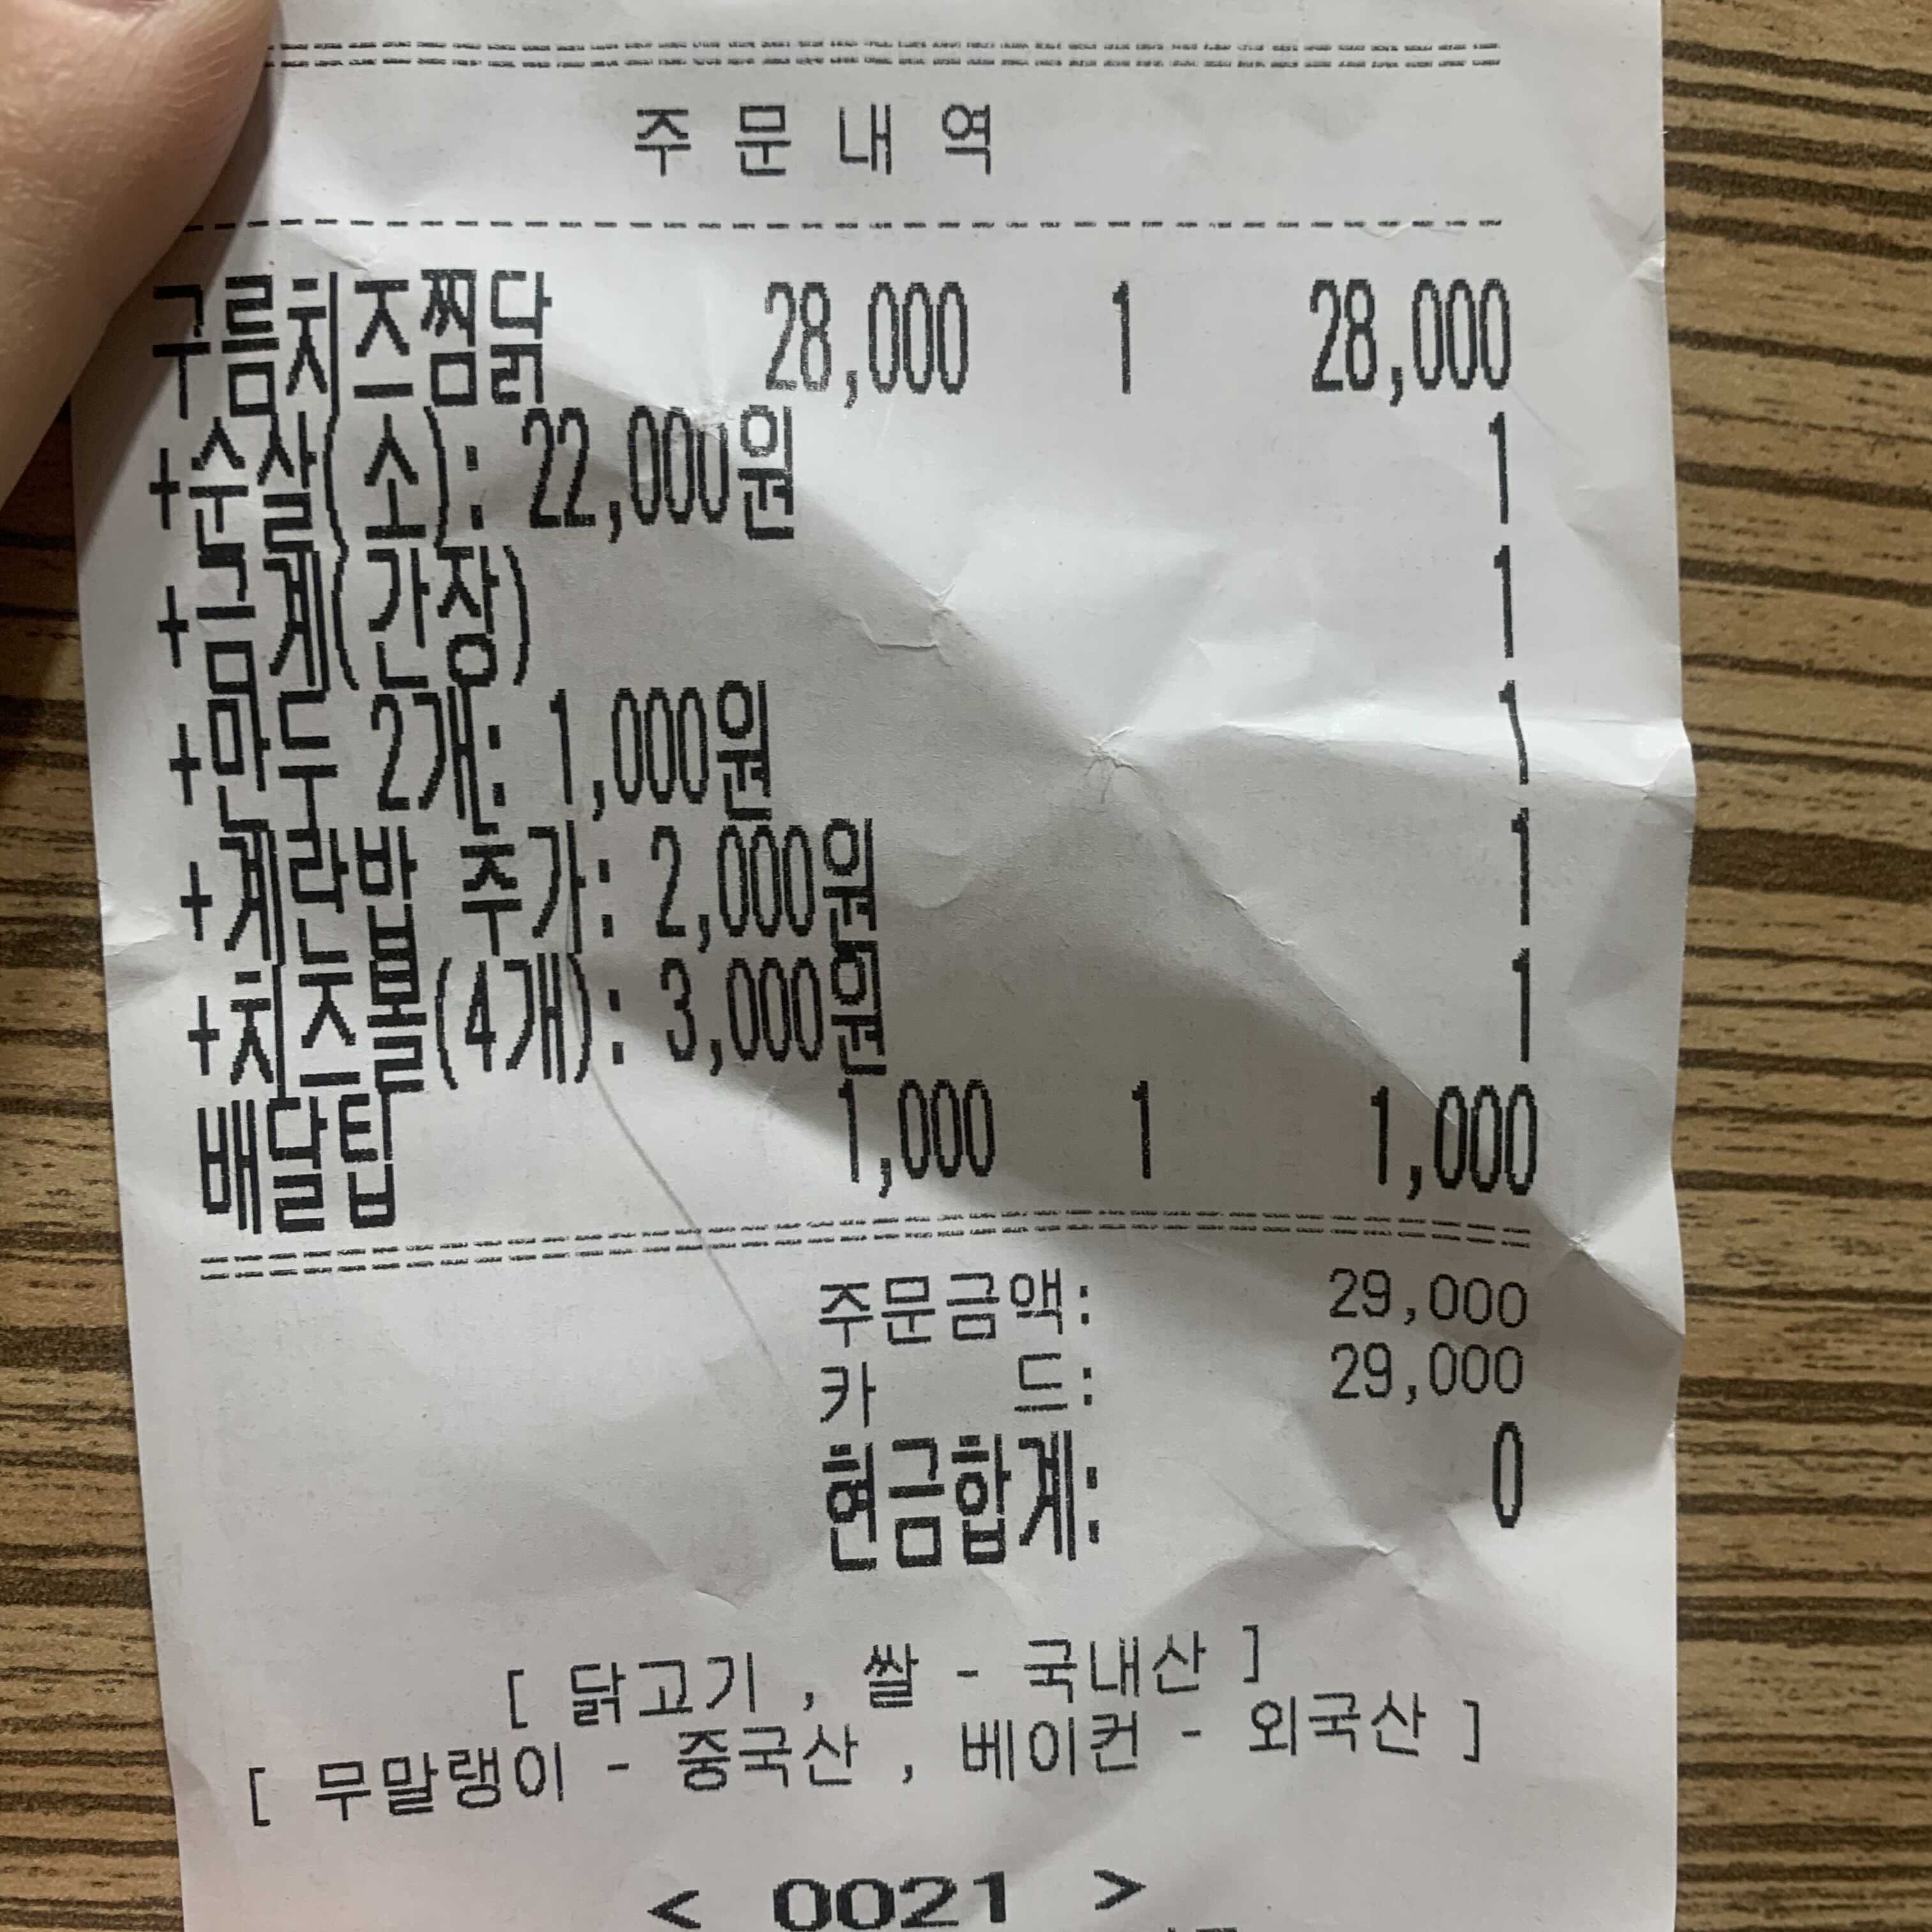 주 문 내 역
구름치즈찜닭 28,000 1 28,000
+순살(소): 22,000원 1
+금계(간장) 1
+만두 2개: 1,000원 1
+계란밥 추가: 2,000원 1
+치즈볼(4개): 3,000원 1
배달팁 1,000 1 1,000
주문금액: 29,000
카 드: 29,000
현금합계: 0
[ 닭고기 , 쌀 - 국내산 ]
[ 무말랭이 - 중국산 , 베이컨 - 외국산 ]
< 0021 >